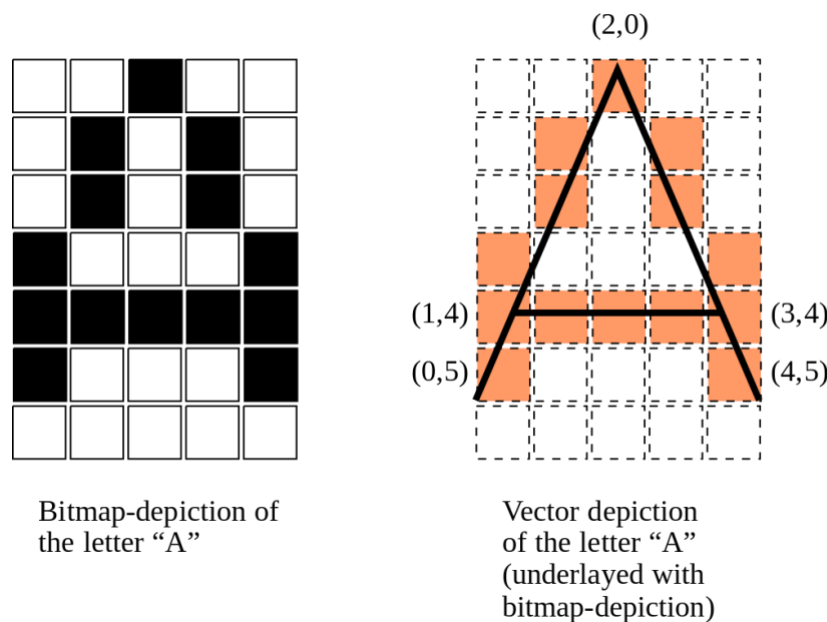 (2,0)
(1,4)
(3,4)
(0,5)
(4,5)
Bitmap-depiction of
the letter “A”
Vector depiction
of the letter “A”
(underlayed with
bitmap-depiction)